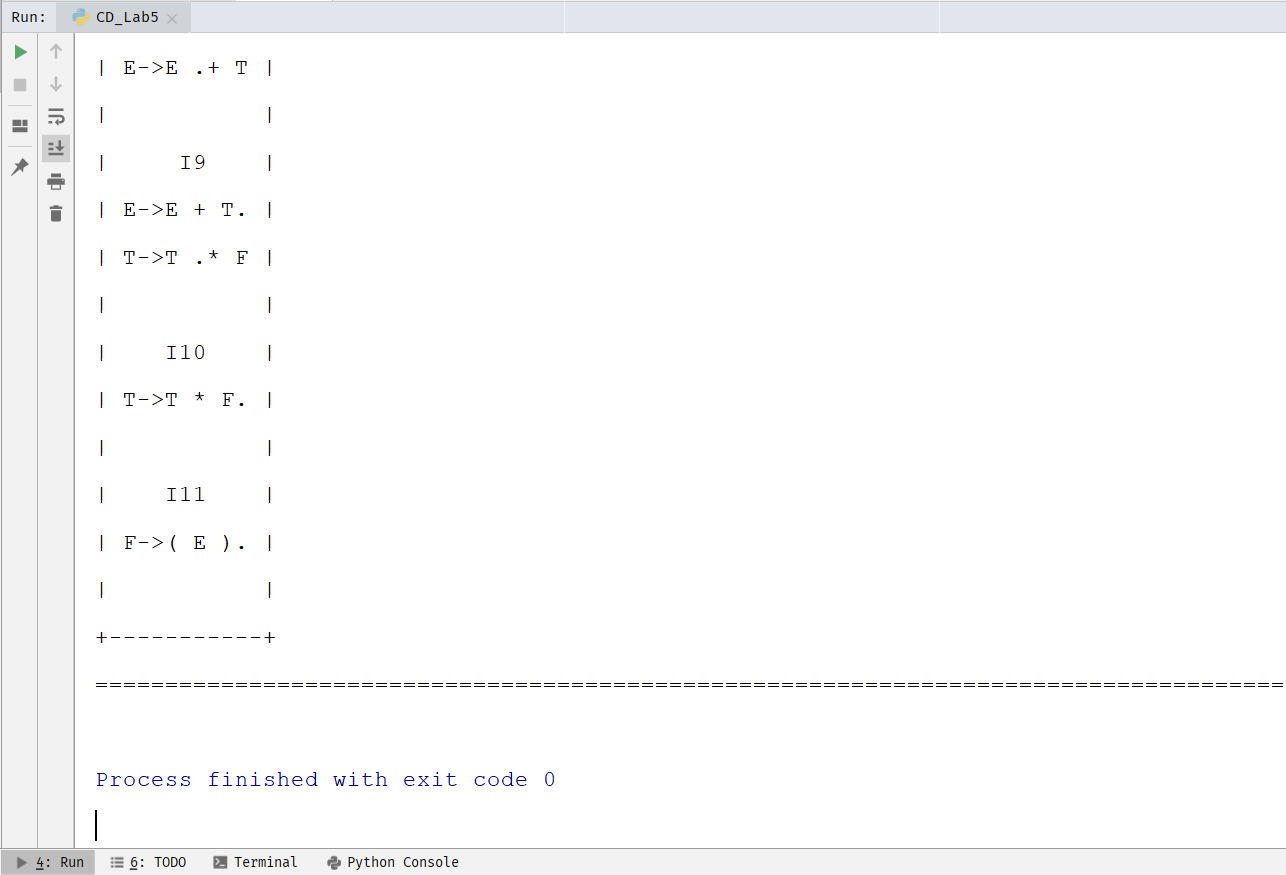 Run: CD_Lab5
| E->E .+ T |
|           |
|     I9    |
| E->E + T. |
| T->T .* F |
|           |
|    I10    |
| T->T * F. |
|           |
|    I11    |
| F->( E ). |
|           |
+-----------+
=====================================================================================
Process finished with exit code 0
4: Run 6: TODO Terminal Python Console